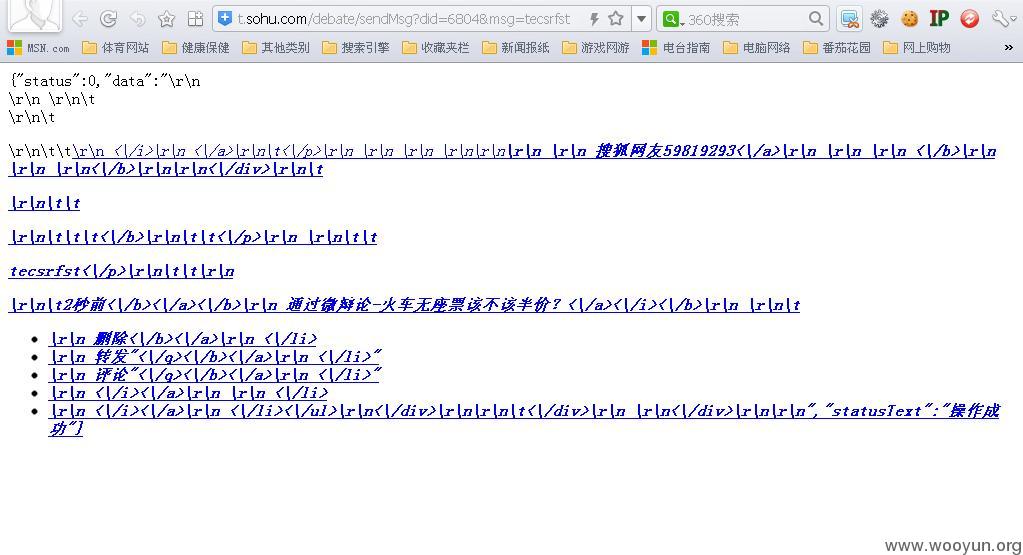 t.sohu.com/debate/sendMsg?did=6804&msg=tecsrfst
360搜索
MSN.com 体育网站 健康保健 其他类别 搜索引擎 收藏夹栏 新闻报纸 游戏网游 电台指南 电脑网络 番茄花园 网上购物 »
IP
{"status":0,"data":"\r\n
\r\n \r\n\t
\r\n\t
\r\n\t\t\r\n <\/i>\r\n <\/a>\r\n\t<\/p>\r\n \r\n \r\n \r\n\r\n\r\n \r\n 搜狐网友59819293<\/a>\r\n \r\n \r\n <\/b>\r\n
\r\n \r\n<\/b>\r\n\r\n<\/div>\r\n\t
\r\n\t\t
\r\n\t\t\t<\/b>\r\n\t\t<\/p>\r\n \r\n\t\t
tecsrfst<\/p>\r\n\t\t\r\n
\r\n\t2秒前<\/b><\/a><\/b>\r\n 通过微辩论-火车无座票该不该半价？<\/a><\/i><\/b>\r\n \r\n\t
\r\n 删除<\/b><\/a>\r\n <\/li>
\r\n 转发"<\/q><\/b><\/a>\r\n <\/li>"
\r\n 评论"<\/q><\/b><\/a>\r\n <\/li>"
\r\n <\/i><\/a>\r\n \r\n <\/li>
\r\n <\/i><\/a>\r\n <\/li><\/ul>\r\n<\/div>\r\n\r\n\t<\/div>\r\n \r\n<\/div>\r\n\r\n","statusText":"操作成
功"}
www.wooyun.org